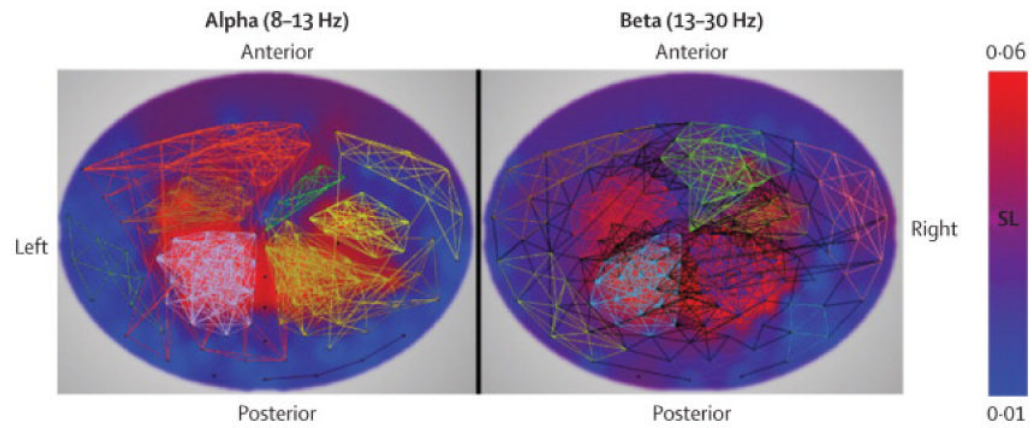 Alpha (8–13 Hz)
Beta (13–30 Hz)
Anterior
Anterior
0·06
Left
Right
SL
Posterior
Posterior
0·01